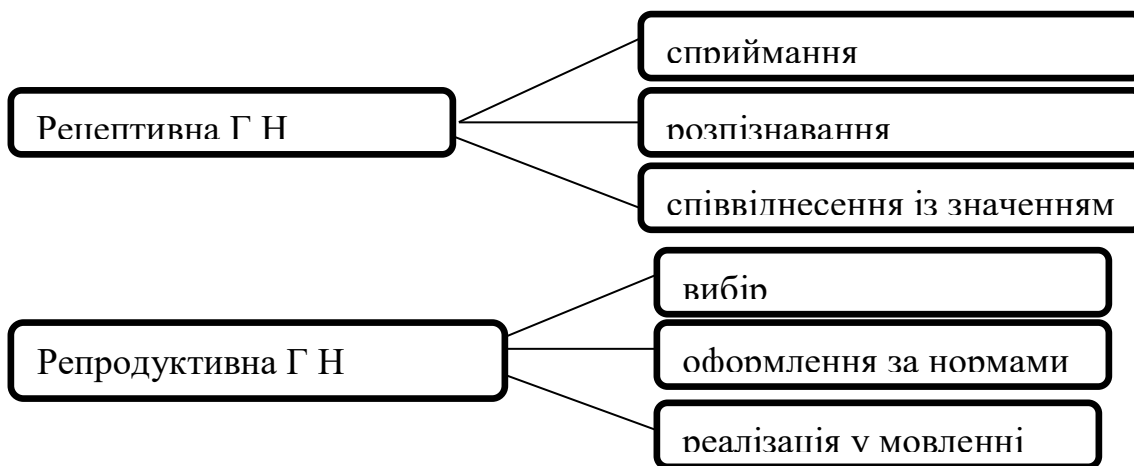 сприймання
Рецептивна Г Н
розпізнавання
співвіднесення із значенням
вибір
Репродуктивна Г Н
оформлення за нормами
реалізація у мовленні